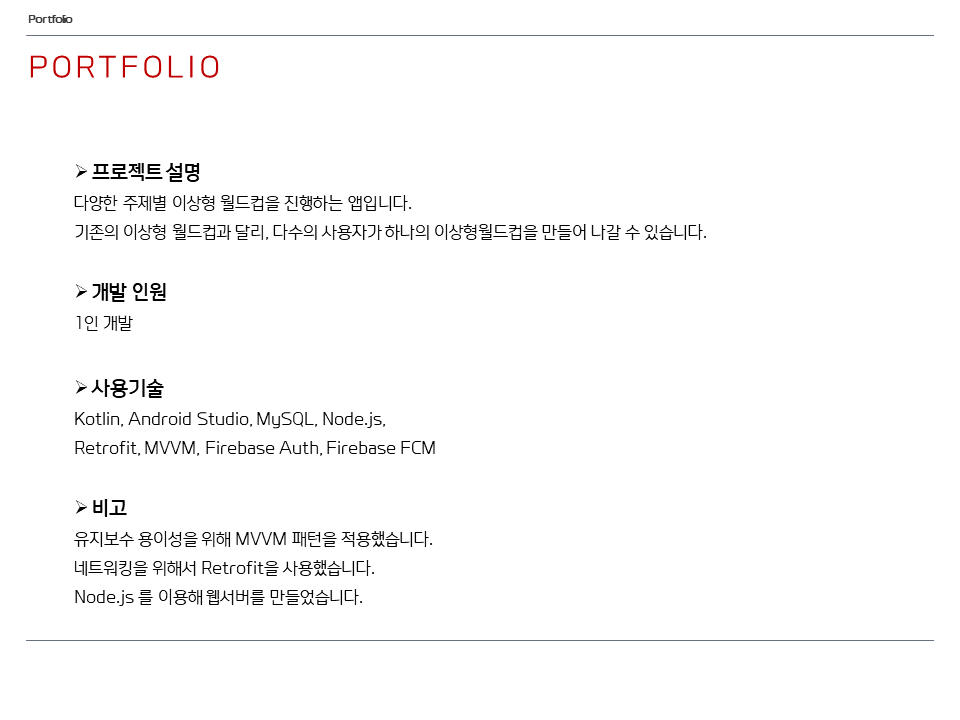 Portfolio
PORTFOLIO
➢ 프로젝트 설명
다양한 주제별 이상형 월드컵을 진행하는 앱입니다.
기존의 이상형 월드컵과 달리, 다수의 사용자가 하나의 이상형월드컵을 만들어 나갈 수 있습니다.
➢ 개발 인원
1인 개발
➢ 사용기술
Kotlin, Android Studio, MySQL, Node.js,
Retrofit, MVVM, Firebase Auth, Firebase FCM
➢ 비고
유지보수 용이성을 위해 MVVM 패턴을 적용했습니다.
네트워킹을 위해서 Retrofit을 사용했습니다.
Node.js 를 이용해 웹서버를 만들었습니다.